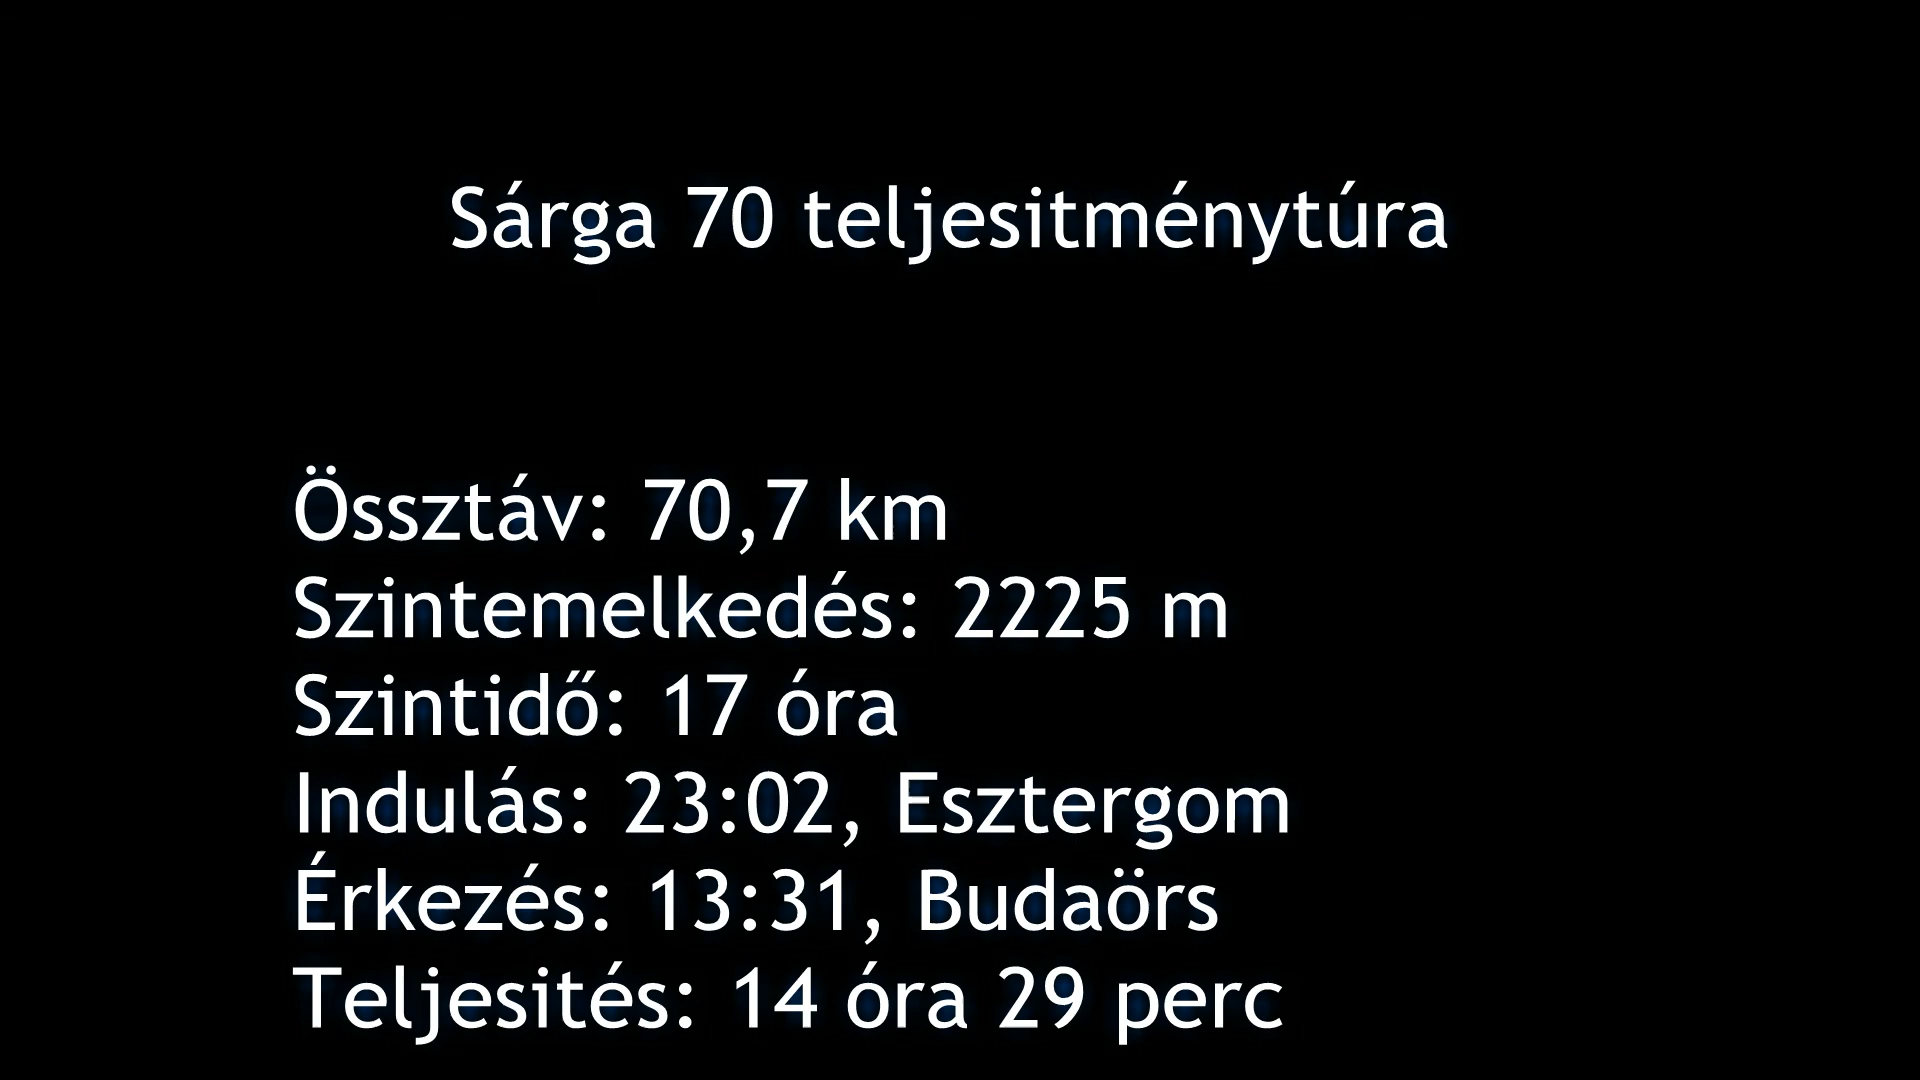 Sárga 70 teljesitménytúra
Össztáv: 70,7 km
Szintemelkedés: 2225 m
Szintidő: 17 óra
Indulás: 23:02, Esztergom
Érkezés: 13:31, Budaörs
Teljesités: 14 óra 29 perc